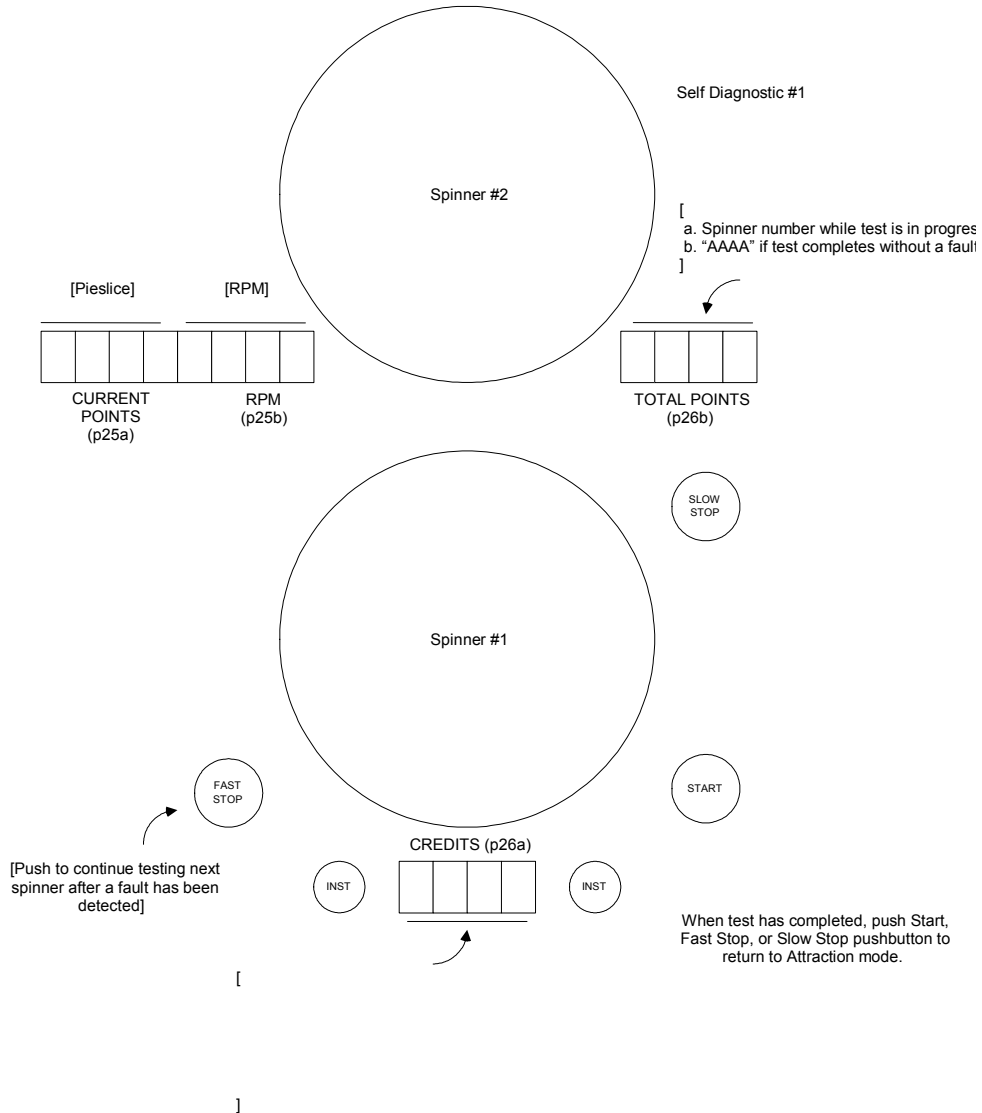 Self Diagnostic #1
Spinner #2
[
a. Spinner number while test is in progres
b. “AAAA” if test completes without a fault
]
[Pieslice]
[RPM]
CURRENT
POINTS
(p25a)
RPM
(p25b)
TOTAL POINTS
(p26b)
SLOW
STOP
Spinner #1
FAST
STOP
START
[Push to continue testing next
spinner after a fault has been
detected]
CREDITS (p26a)
INST
INST
When test has completed, push Start,
Fast Stop, or Slow Stop pushbutton to
return to Attraction mode.
[
]